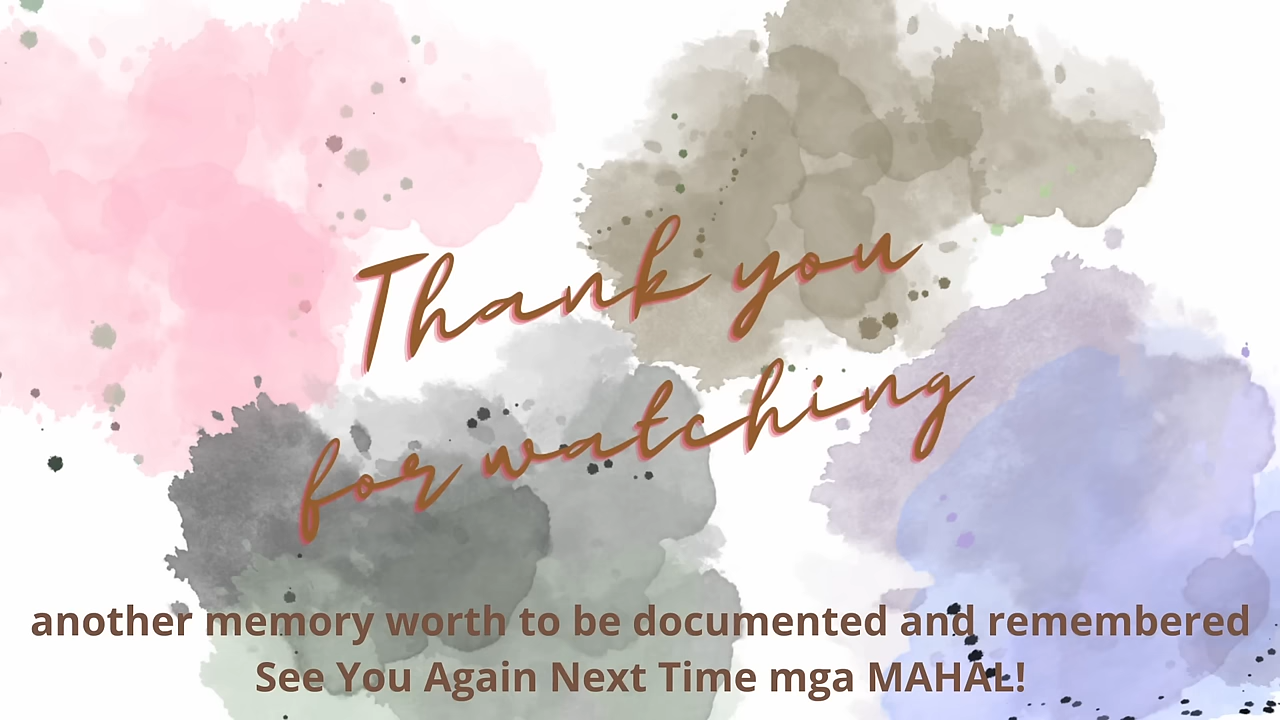 Thank you
for watching
another memory worth to be documented and remembered
See You Again Next Time mga MAHAL!